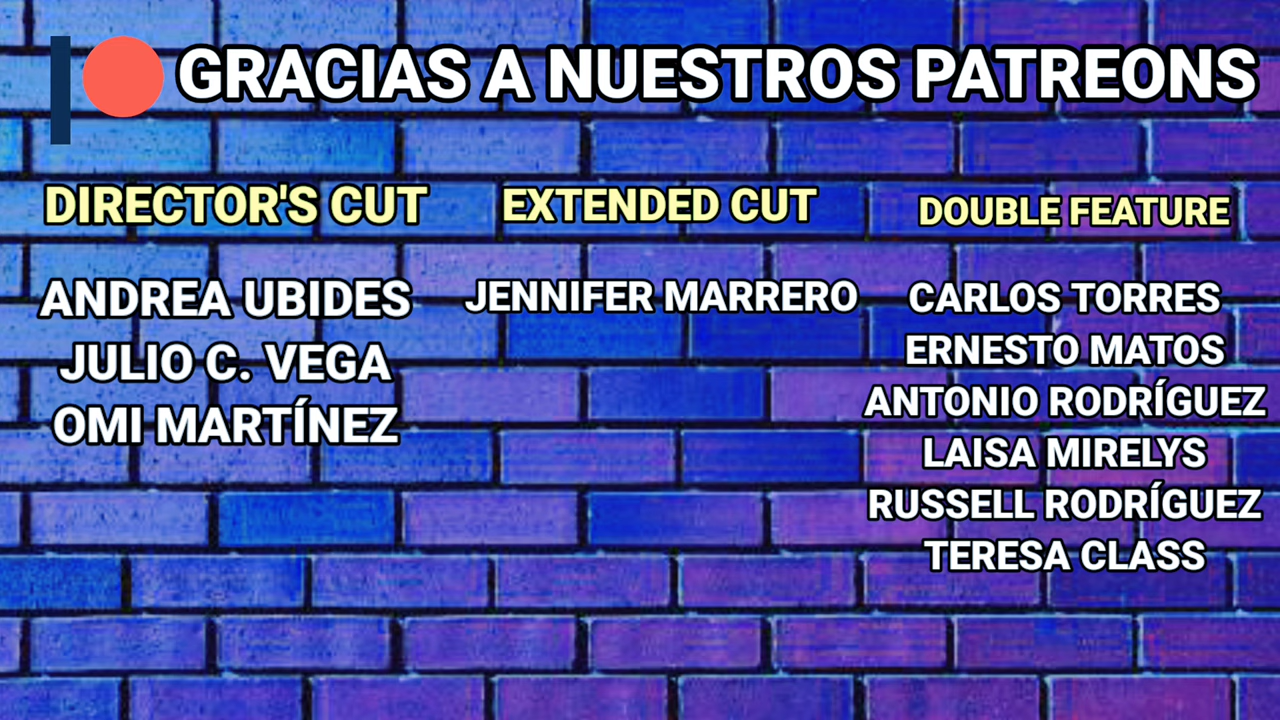 GRACIAS A NUESTROS PATREONS
DIRECTOR'S CUT
ANDREA UBIDES
JULIO C. VEGA
OMI MARTÍNEZ
EXTENDED CUT
JENNIFER MARRERO
DOUBLE FEATURE
CARLOS TORRES
ERNESTO MATOS
ANTONIO RODRÍGUEZ
LAISA MIRELYS
RUSSELL RODRÍGUEZ
TERESA CLASS